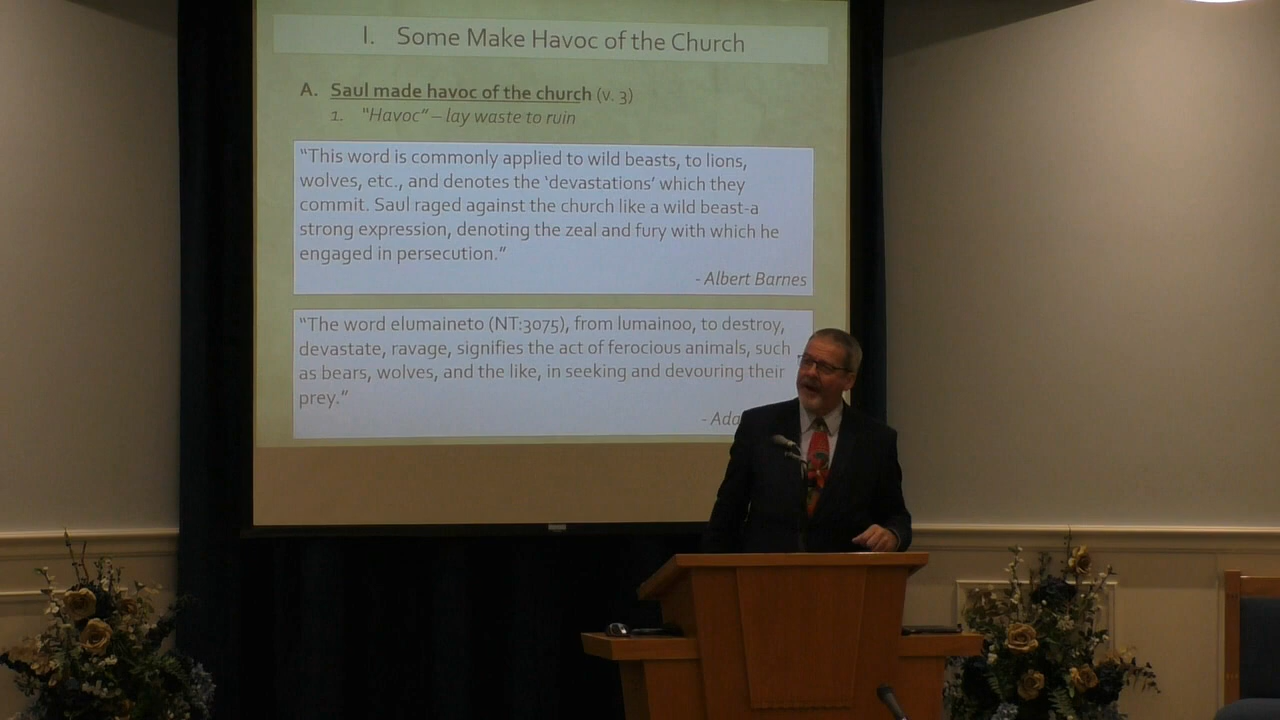 I. Some Make Havoc of the Church
A. Saul made havoc of the church (v. 3)
1. "Havoc" – lay waste to ruin
"This word is commonly applied to wild beasts, to lions,
wolves, etc., and denotes the 'devastations' which they
commit. Saul raged against the church like a wild beast-a
strong expression, denoting the zeal and fury with which he
engaged in persecution."
- Albert Barnes
"The word elumaineto (NT:3075), from lumainoo, to destroy,
devastate, ravage, signifies the act of ferocious animals, such
as bears, wolves, and the like, in seeking and devouring their
prey."